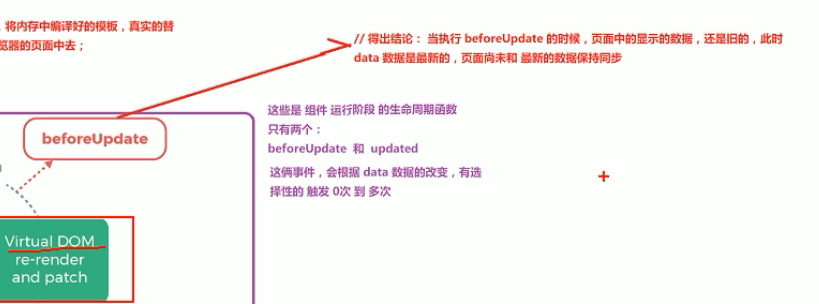 将内存中编译好的模板，真实的替
览器的页面中去；
// 得出结论： 当执行 beforeUpdate 的时候，页面中的显示的数据，还是旧的，此时
data 数据是最新的，页面尚未和 最新的数据保持同步
这些是 组件 运行阶段 的生命周期函数
只有两个：
beforeUpdate 和 updated
这俩事件，会根据 data 数据的改变，有选
择性的 触发 0次 到 多次
beforeUpdate
Virtual DOM
re-render
and patch